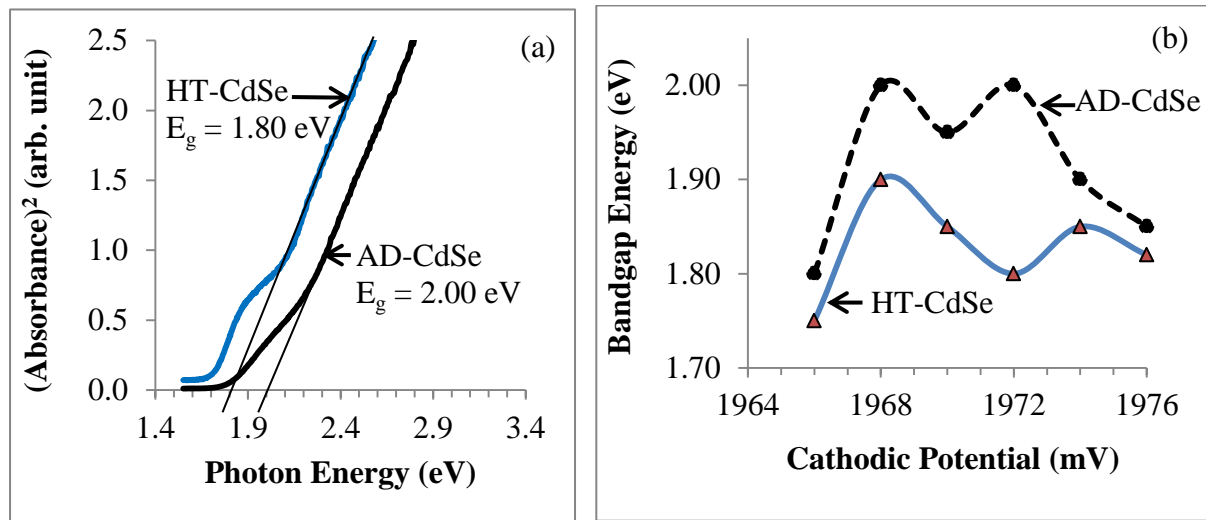 (a)
(Absorbance)² (arb. unit)
2.5
2.0
1.5
1.0
0.5
0.0
HT-CdSe
E_g = 1.80 eV
AD-CdSe
E_g = 2.00 eV
1.4 1.9 2.4 2.9 3.4
Photon Energy (eV)
(b)
Bandgap Energy (eV)
2.00
1.90
1.80
1.70
AD-CdSe
HT-CdSe
1964 1968 1972 1976
Cathodic Potential (mV)